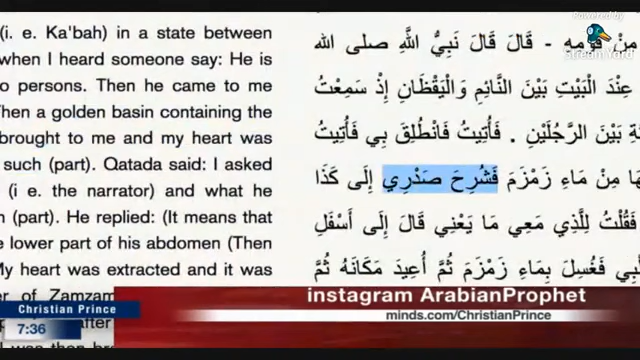 (i. e. Ka'bah) in a state between
when I heard someone say: He is
o persons. Then he came to me
hen a golden basin containing the
brought to me and my heart was
such (part). Qatada said: I asked
(i e. the narrator) and what he
n (part). He replied: (It means that
e lower part of his abdomen (Then
My heart was extracted and it was
er of Zamzam
after
مِنْ قَوْمِهِ - قَالَ قَالَ نَبِيُّ اللَّهِ صلى الله
عِنْدَ الْبَيْتِ بَيْنَ النَّائِمِ وَالْيَقْظَانِ إِذْ سَمِعْتُ
بَيْنَ الرَّجُلَيْنِ . فَأُتِيتُ فَانْطُلِقَ بِي فَأُتِيتُ
مِنْ مَاءِ زَمْزَمَ فَشُرِحَ صَدْرِي إِلَى كَذَا
فَقُلْتُ لِلَّذِي مَعِي مَا يَعْنِي قَالَ إِلَى أَسْفَلِ
فَغُسِلَ بِمَاءِ زَمْزَمَ ثُمَّ أُعِيدَ مَكَانَهُ ثُمَّ
Powered by
StreamYard
instagram ArabianProphet
minds.com/ChristianPrince
Christian Prince
7:36